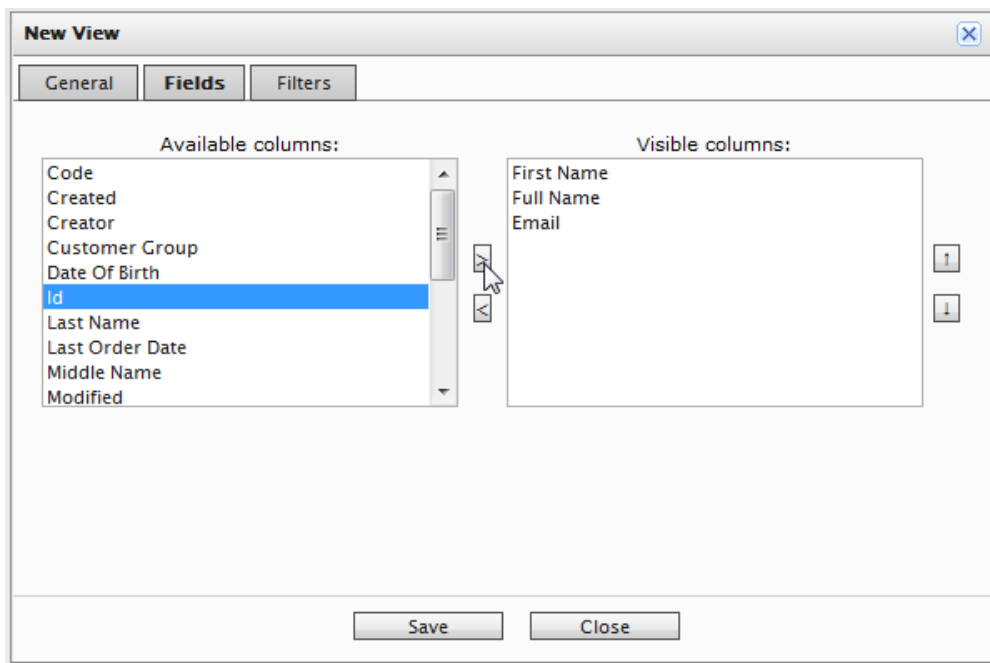 New View
General Fields Filters
Available columns:
Code
Created
Creator
Customer Group
Date Of Birth
Id
Last Name
Last Order Date
Middle Name
Modified
>
<
Visible columns:
First Name
Full Name
Email
↑
↓
Save Close